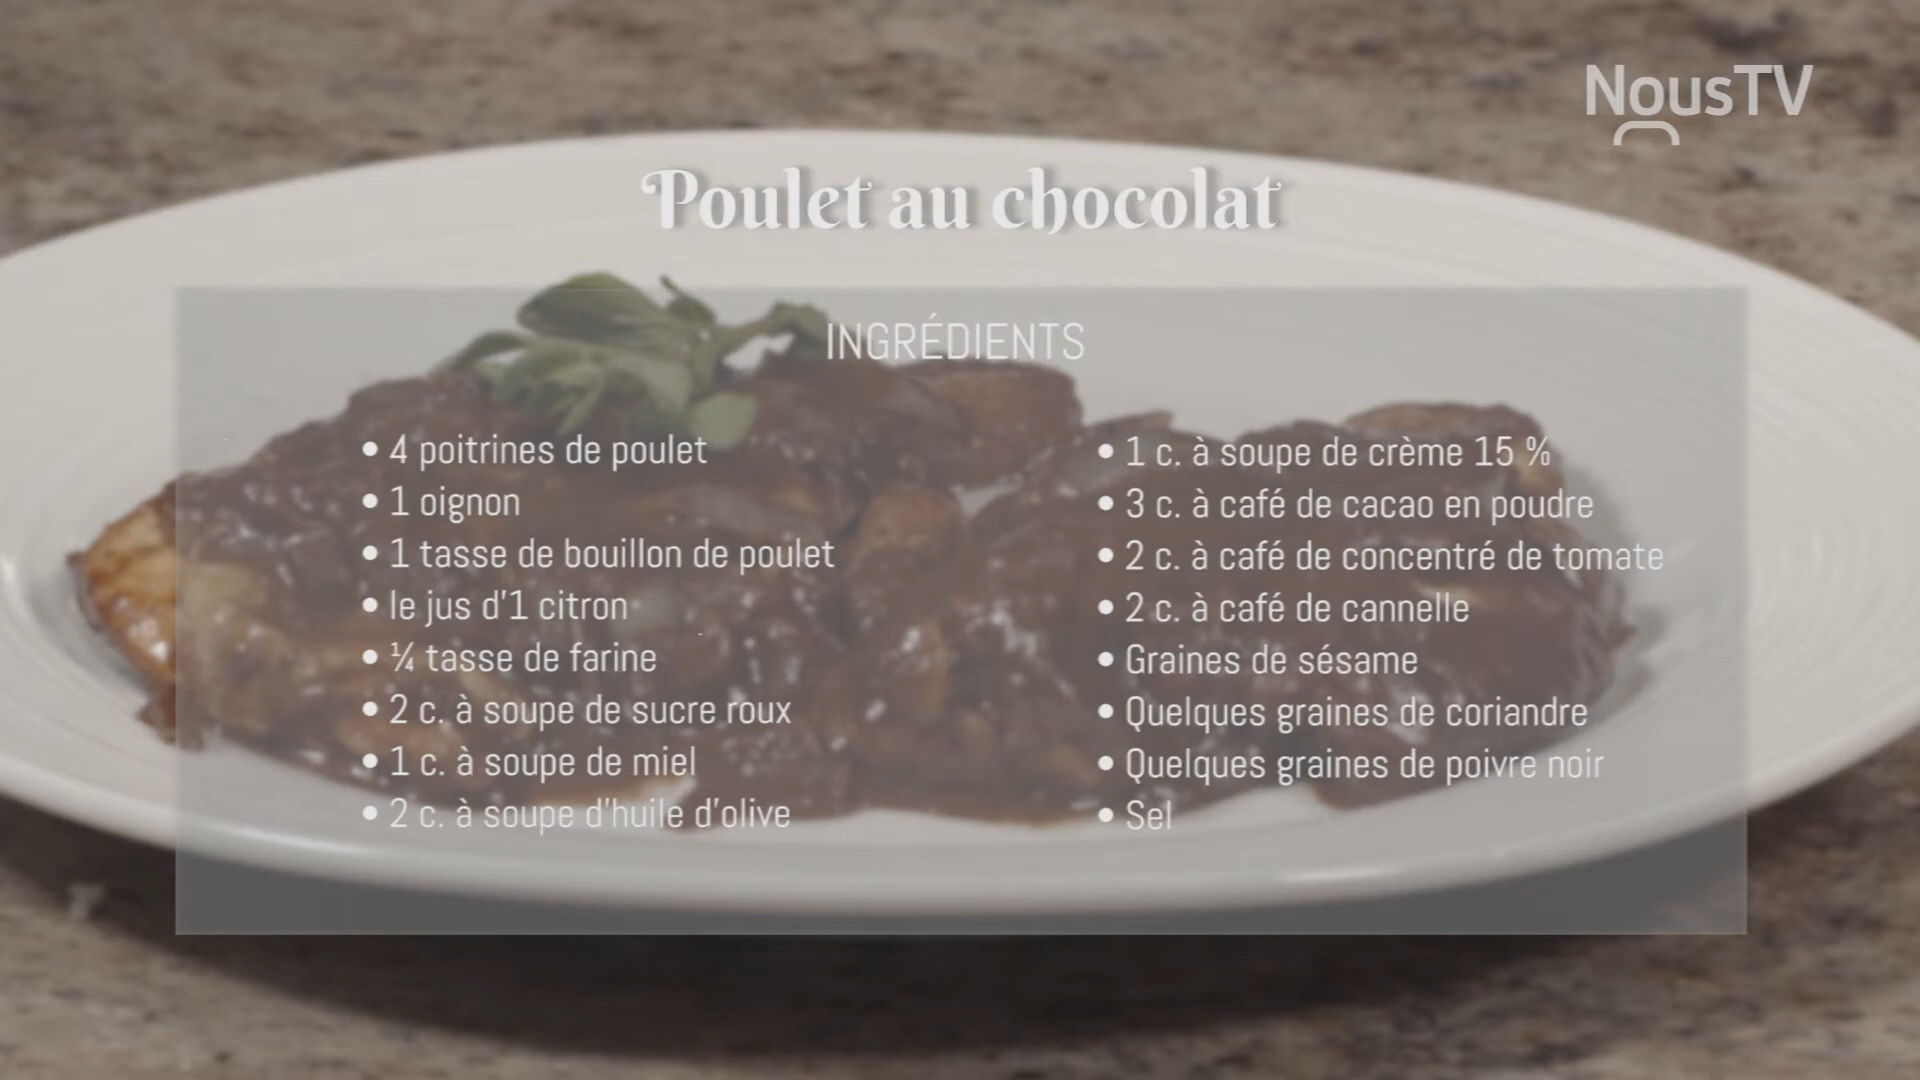 NousTV
Poulet au chocolat
INGRÉDIENTS
• 4 poitrines de poulet
• 1 oignon
• 1 tasse de bouillon de poulet
• le jus d'1 citron
• ¼ tasse de farine
• 2 c. à soupe de sucre roux
• 1 c. à soupe de miel
• 2 c. à soupe d'huile d'olive
• 1 c. à soupe de crème 15 %
• 3 c. à café de cacao en poudre
• 2 c. à café de concentré de tomate
• 2 c. à café de cannelle
• Graines de sésame
• Quelques graines de coriandre
• Quelques graines de poivre noir
• Sel